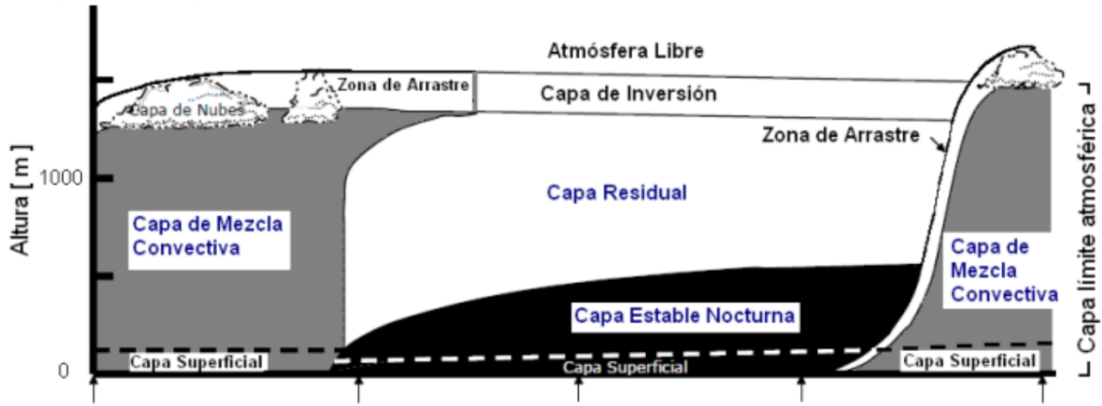 Atmósfera Libre
Zona de Arrastre
Capa de Inversión
Capa de Nubes
Zona de Arrastre
Altura [ m ]
1000
Capa Residual
Capa de Mezcla
Convectiva
Capa de
Mezcla
Convectiva
Capa límite atmosférica
Capa Estable Nocturna
Capa Superficial
Capa Superficial
Capa Superficial
0